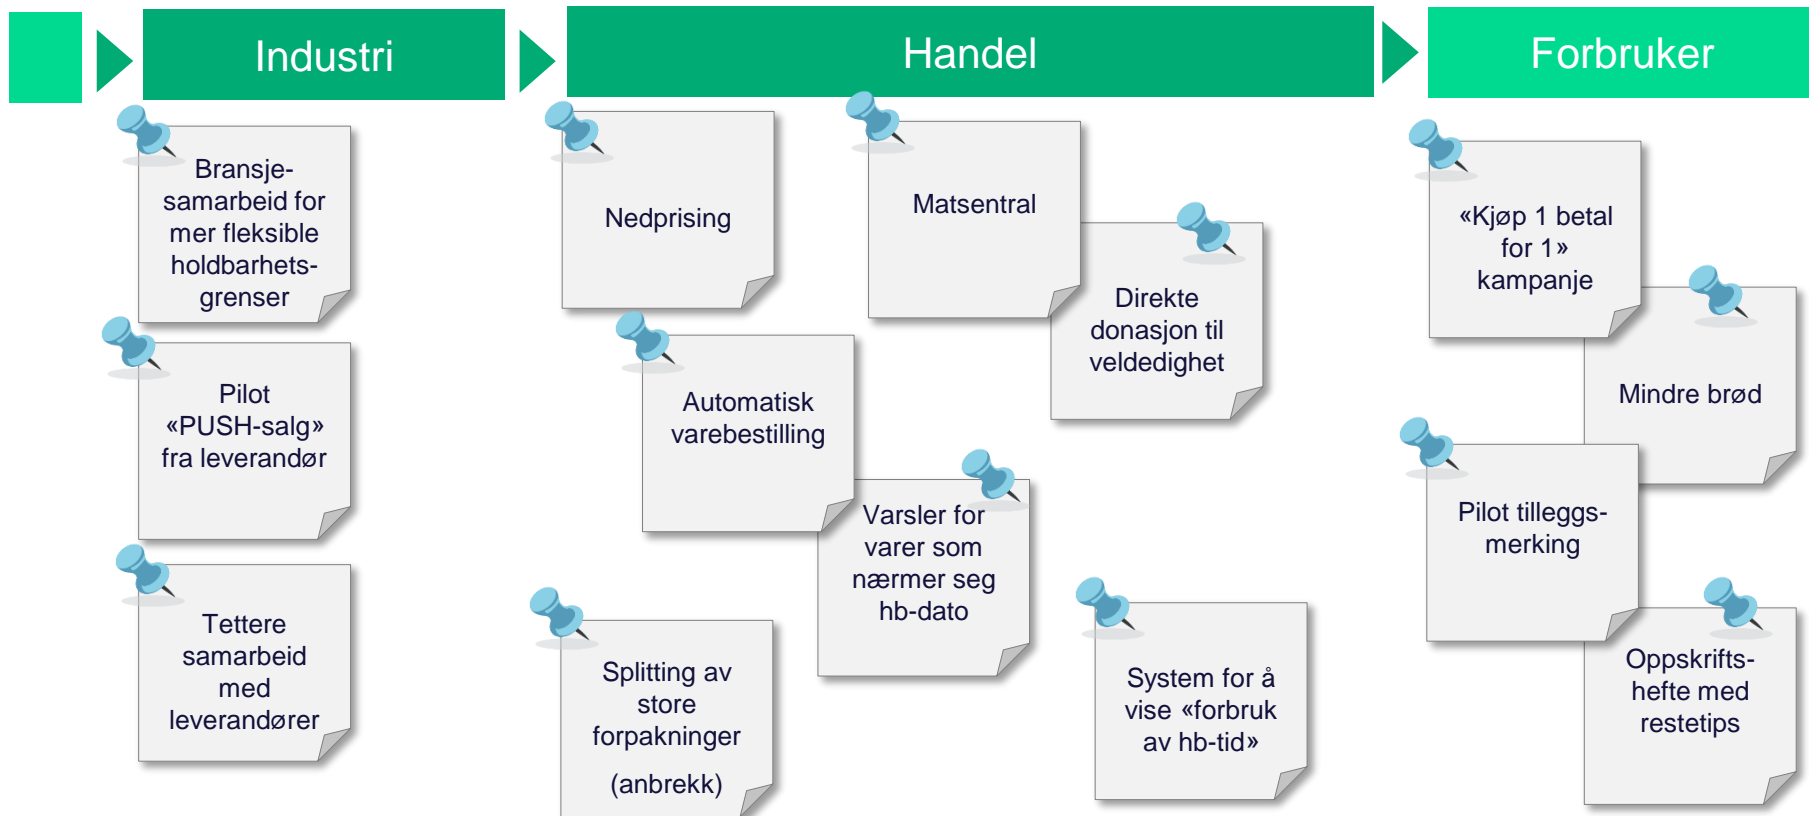 Industri
Handel
Forbruker
Bransje-
samarbeid for
mer fleksible
holdbarhets-
grenser
Pilot
«PUSH-salg»
fra leverandør
Tettere
samarbeid
med
leverandører
Nedprising
Matsentral
Direkte
donasjon til
veldedighet
Automatisk
varebestilling
Varsler for
varer som
nærmer seg
hb-dato
Splitting av
store
forpakninger
(anbrekk)
System for å
vise «forbruk
av hb-tid»
«Kjøp 1 betal
for 1»
kampanje
Mindre brød
Pilot tilleggs-
merking
Oppskrifts-
hefte med
restetips